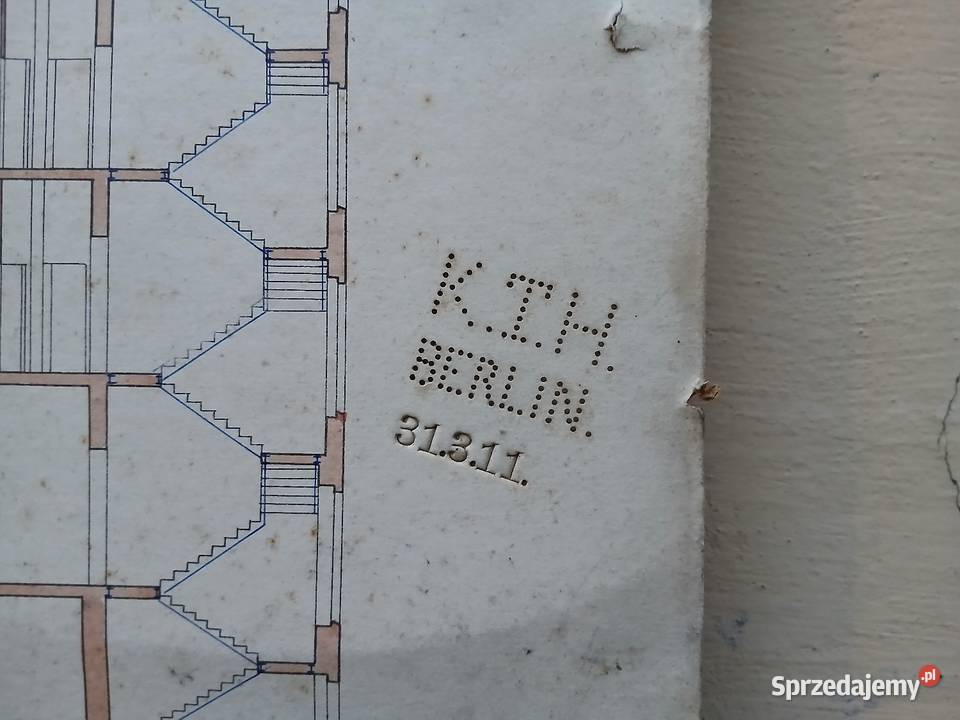 K.T.H.
BERLIN.
31.3.11.
Sprzedajemy.pl